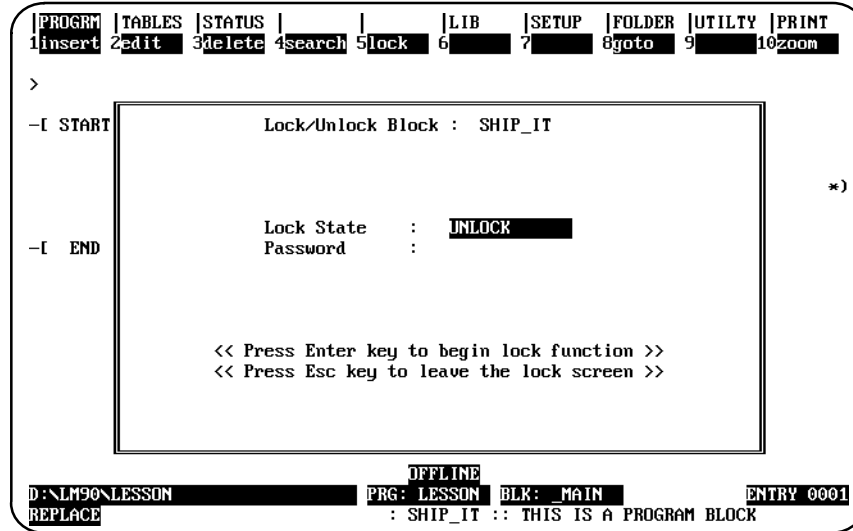 |PROGRM |TABLES |STATUS | | |LIB |SETUP |FOLDER |UTILTY |PRINT
1insert 2edit 3delete 4search 5lock 6 7 8goto 9 10zoom
>
─[ START
Lock/Unlock Block : SHIP_IT
*)
Lock State : UNLOCK
─[ END
Password :
<< Press Enter key to begin lock function >>
<< Press Esc key to leave the lock screen >>
OFFLINE
D:\LM90\LESSON PRG: LESSON BLK: _MAIN ENTRY 0001
REPLACE : SHIP_IT :: THIS IS A PROGRAM BLOCK